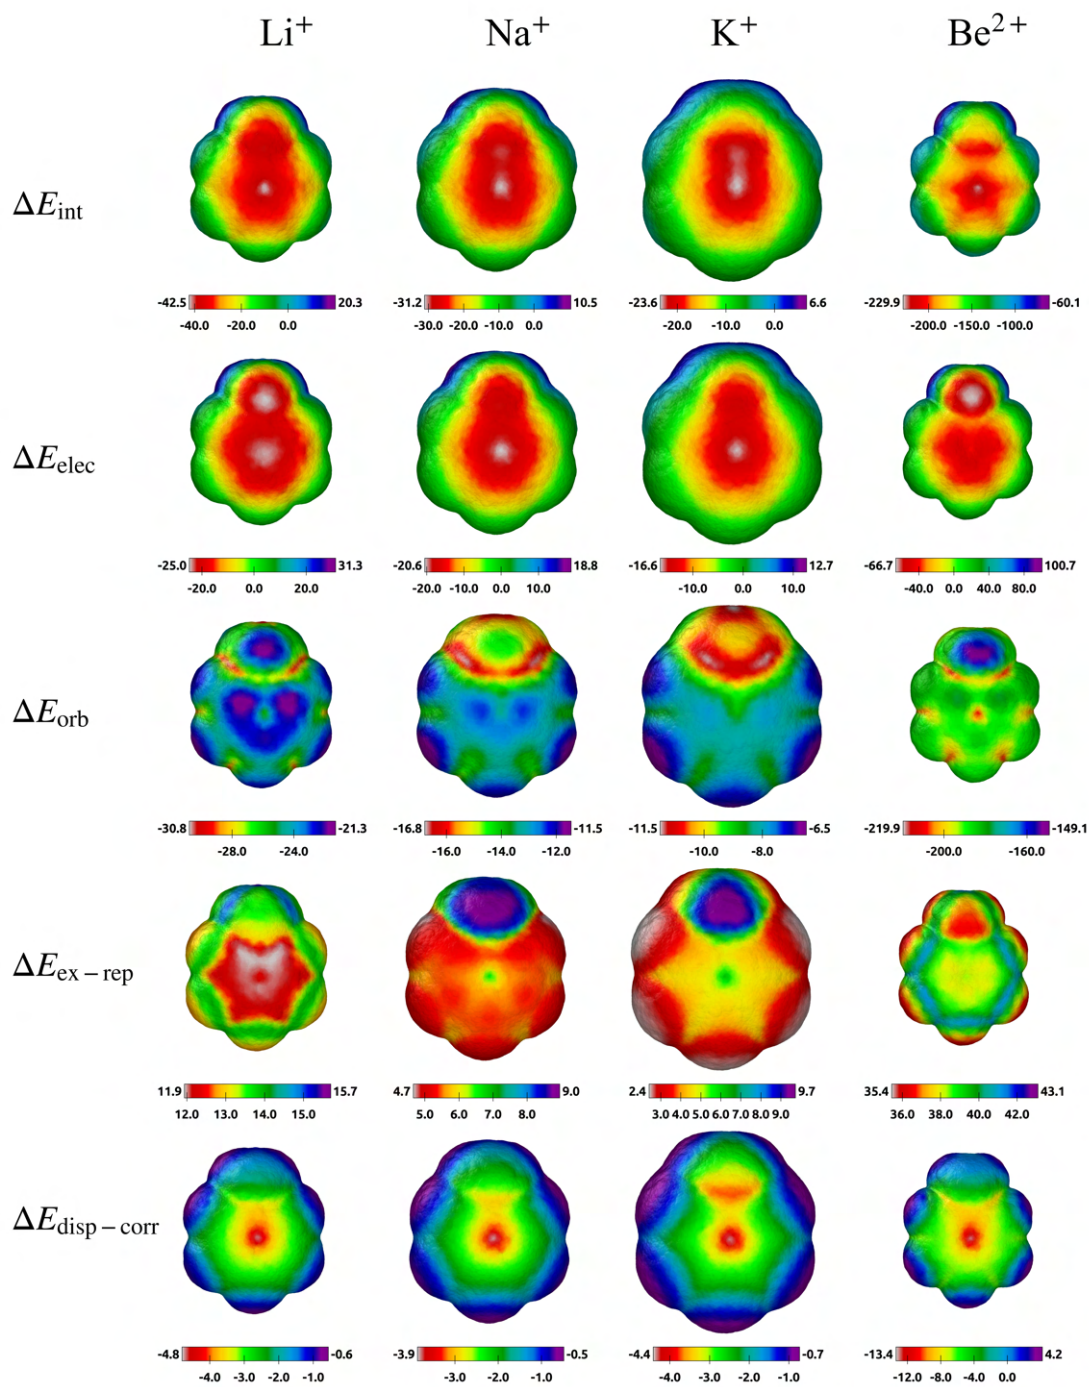 Li⁺ Na⁺ K⁺ Be²⁺
ΔE_int
-42.5 20.3 -31.2 10.5 -23.6 6.6 -229.9 -60.1
-40.0 -20.0 0.0 -30.0 -20.0 -10.0 0.0 -20.0 -10.0 0.0 -200.0 -150.0 -100.0
ΔE_elec
-25.0 31.3 -20.6 18.8 -16.6 12.7 -66.7 100.7
-20.0 0.0 20.0 -20.0 -10.0 0.0 10.0 -10.0 0.0 10.0 -40.0 0.0 40.0 80.0
ΔE_orb
-30.8 -21.3 -16.8 -11.5 -11.5 -6.5 -219.9 -149.1
-28.0 -24.0 -16.0 -14.0 -12.0 -10.0 -8.0 -200.0 -160.0
ΔE_ex – rep
11.9 15.7 4.7 9.0 2.4 9.7 35.4 43.1
12.0 13.0 14.0 15.0 5.0 6.0 7.0 8.0 3.0 4.0 5.0 6.0 7.0 8.0 9.0 36.0 38.0 40.0 42.0
ΔE_disp – corr
-4.8 -0.6 -3.9 -0.5 -4.4 -0.7 -13.4 4.2
-4.0 -3.0 -2.0 -1.0 -3.0 -2.0 -1.0 -4.0 -3.0 -2.0 -1.0 -12.0 -8.0 -4.0 0.0